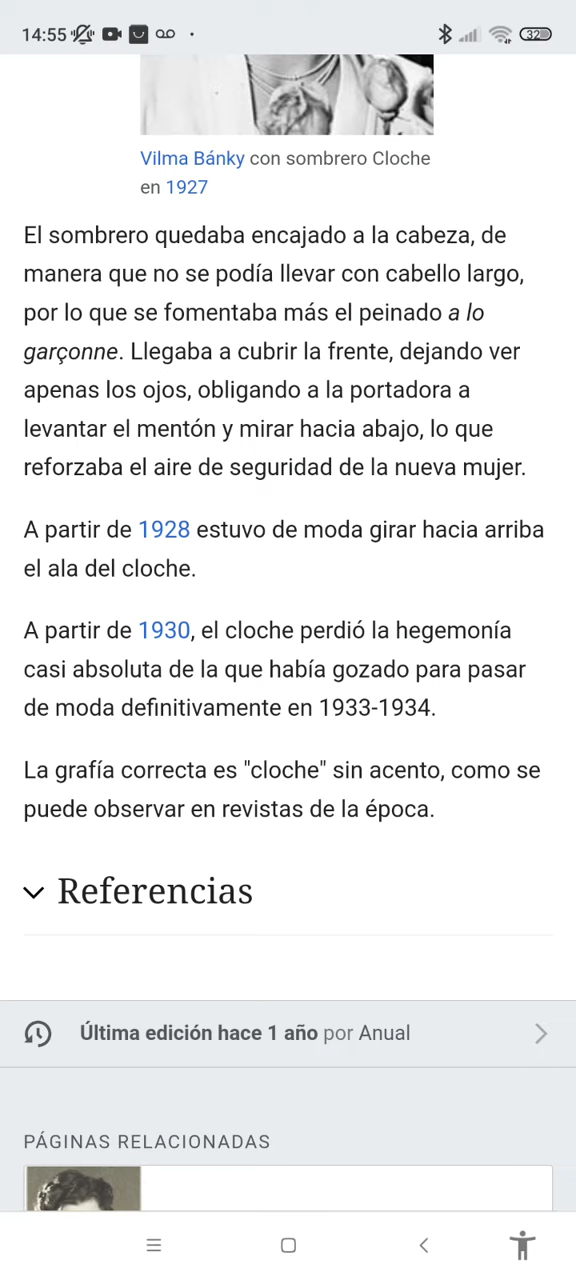 14:55
32
Vilma Bánky con sombrero Cloche
en 1927
El sombrero quedaba encajado a la cabeza, de
manera que no se podía llevar con cabello largo,
por lo que se fomentaba más el peinado a lo
garçonne. Llegaba a cubrir la frente, dejando ver
apenas los ojos, obligando a la portadora a
levantar el mentón y mirar hacia abajo, lo que
reforzaba el aire de seguridad de la nueva mujer.
A partir de 1928 estuvo de moda girar hacia arriba
el ala del cloche.
A partir de 1930, el cloche perdió la hegemonía
casi absoluta de la que había gozado para pasar
de moda definitivamente en 1933-1934.
La grafía correcta es "cloche" sin acento, como se
puede observar en revistas de la época.
Referencias
Última edición hace 1 año por Anual
PÁGINAS RELACIONADAS